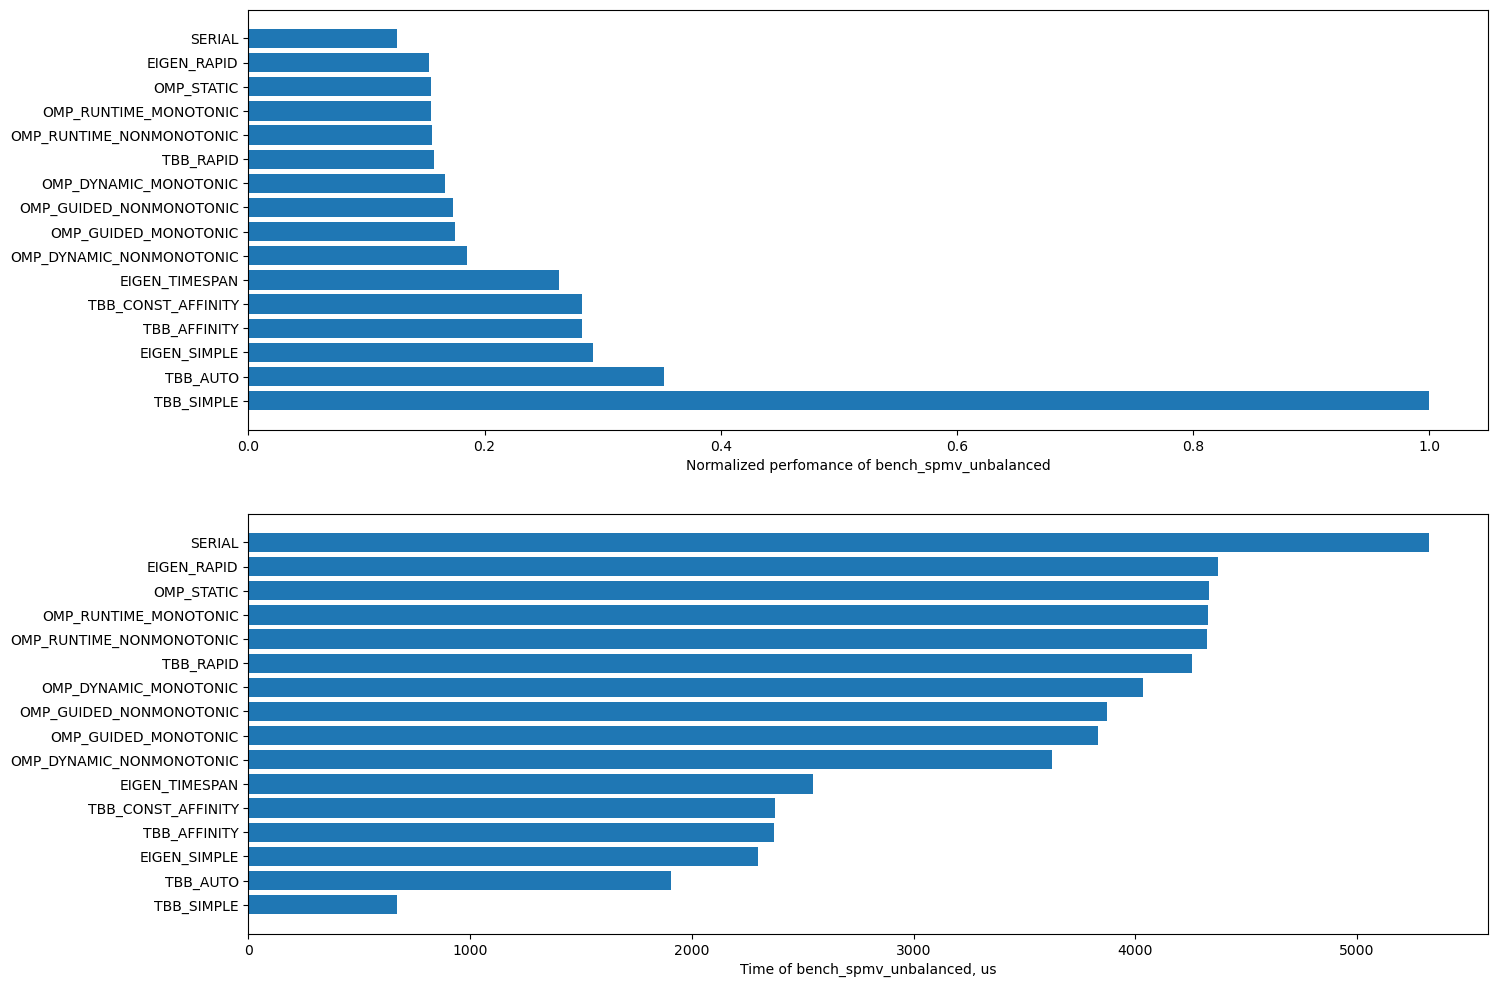 SERIAL
EIGEN_RAPID
OMP_STATIC
OMP_RUNTIME_MONOTONIC
OMP_RUNTIME_NONMONOTONIC
TBB_RAPID
OMP_DYNAMIC_MONOTONIC
OMP_GUIDED_NONMONOTONIC
OMP_GUIDED_MONOTONIC
OMP_DYNAMIC_NONMONOTONIC
EIGEN_TIMESPAN
TBB_CONST_AFFINITY
TBB_AFFINITY
EIGEN_SIMPLE
TBB_AUTO
TBB_SIMPLE
0.0 0.2 0.4 0.6 0.8 1.0
Normalized perfomance of bench_spmv_unbalanced
SERIAL
EIGEN_RAPID
OMP_STATIC
OMP_RUNTIME_MONOTONIC
OMP_RUNTIME_NONMONOTONIC
TBB_RAPID
OMP_DYNAMIC_MONOTONIC
OMP_GUIDED_NONMONOTONIC
OMP_GUIDED_MONOTONIC
OMP_DYNAMIC_NONMONOTONIC
EIGEN_TIMESPAN
TBB_CONST_AFFINITY
TBB_AFFINITY
EIGEN_SIMPLE
TBB_AUTO
TBB_SIMPLE
0 1000 2000 3000 4000 5000
Time of bench_spmv_unbalanced, us